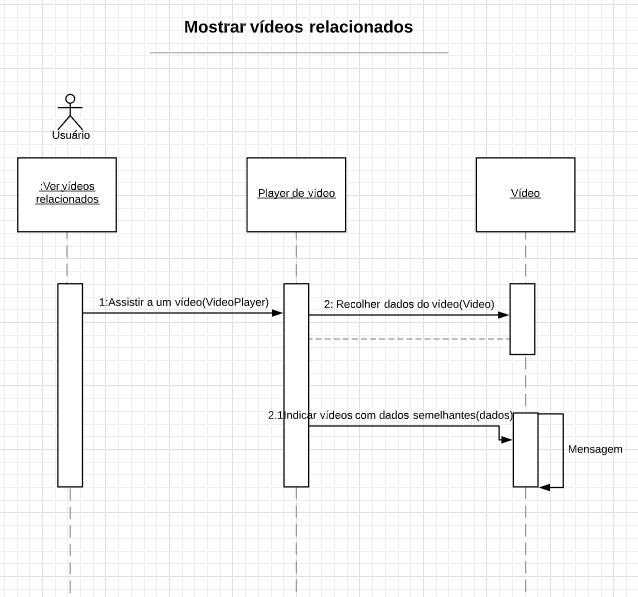 Mostrar vídeos relacionados
Usuário
:Ver vídeos
relacionados
Player de vídeo
Vídeo
1:Assistir a um vídeo(VideoPlayer)
2: Recolher dados do vídeo(Video)
2.1Indicar vídeos com dados semelhantes(dados)
Mensagem